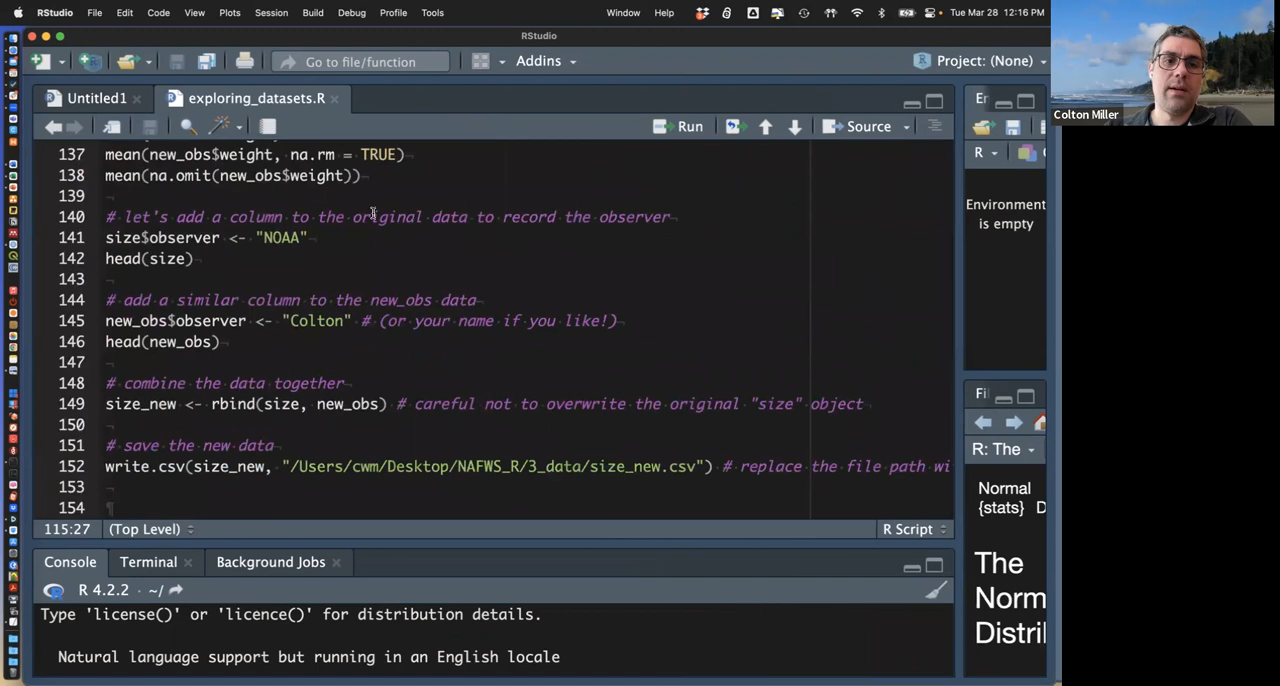 RStudio File Edit Code View Plots Session Build Debug Profile Tools Window Help Tue Mar 28 12:16 PM
RStudio
Go to file/function Addins Project: (None)
Untitled1 exploring_datasets.R
Run Source
137 mean(new_obs$weight, na.rm = TRUE)
138 mean(na.omit(new_obs$weight))
139
140 # let's add a column to the original data to record the observer
141 size$observer <- "NOAA"
142 head(size)
143
144 # add a similar column to the new_obs data
145 new_obs$observer <- "Colton" # (or your name if you like!)
146 head(new_obs)
147
148 # combine the data together
149 size_new <- rbind(size, new_obs) # careful not to overwrite the original "size" object
150
151 # save the new data
152 write.csv(size_new, "/Users/cwm/Desktop/NAFWS_R/3_data/size_new.csv") # replace the file path wi
153
154
115:27 (Top Level) R Script
Console Terminal Background Jobs
R 4.2.2 · ~/
Type 'license()' or 'licence()' for distribution details.
Natural language support but running in an English locale
En
R
Environment
is empty
Fil
R: The
Normal
{stats} D
The
Norm
Distril
Colton Miller